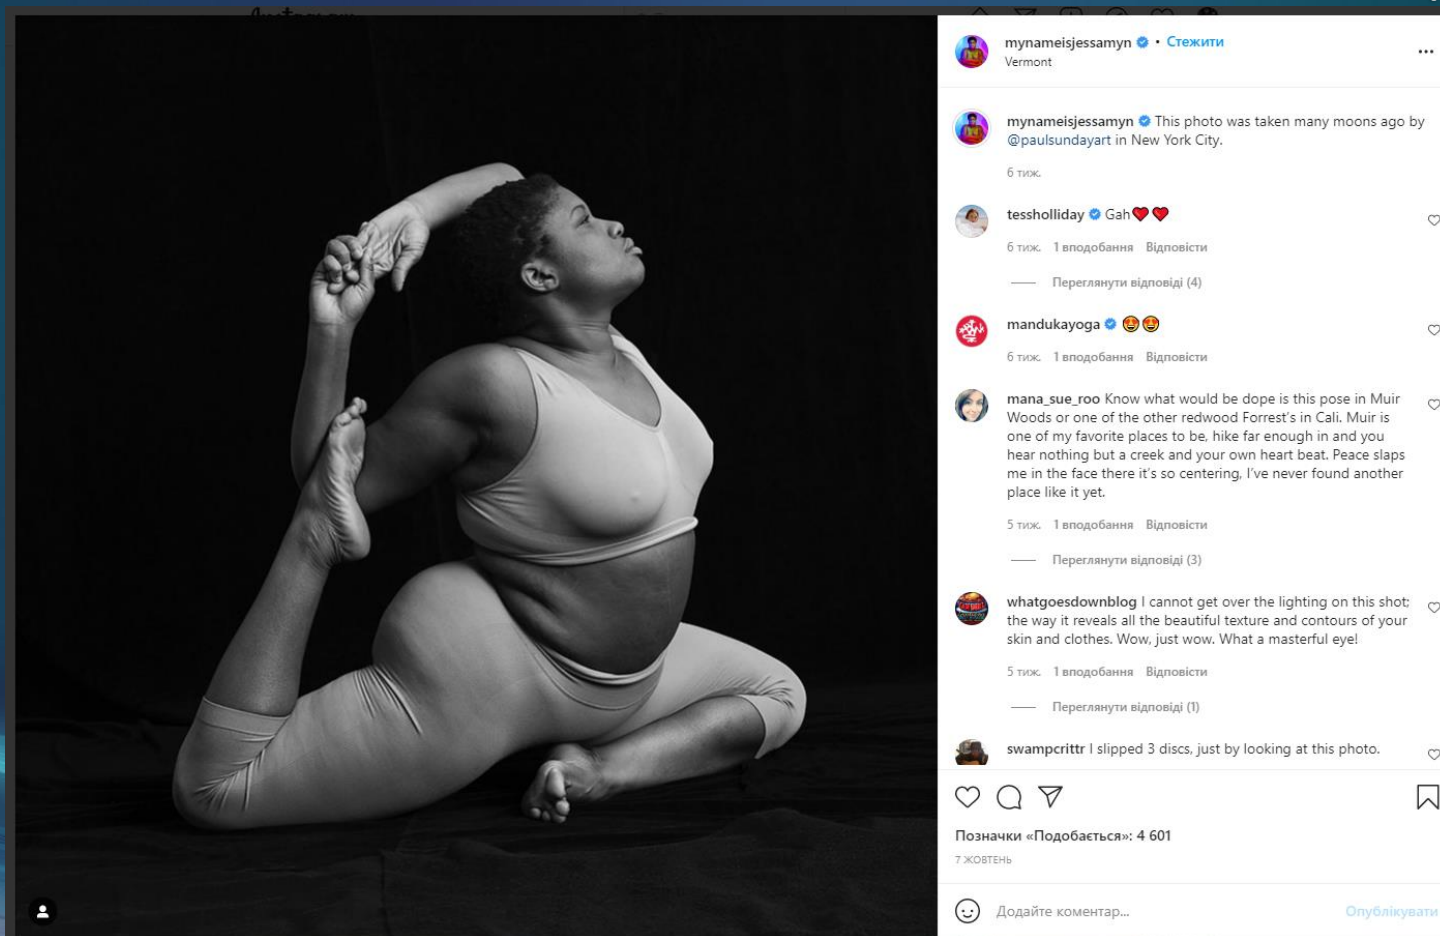 mynameisjessamyn • Стежити
Vermont
mynameisjessamyn This photo was taken many moons ago by
@paulsundayart in New York City.
6 тиж.
tessholliday Gah
6 тиж. 1 вподобання Відповісти
Переглянути відповіді (4)
mandukayoga
6 тиж. 1 вподобання Відповісти
mana_sue_roo Know what would be dope is this pose in Muir
Woods or one of the other redwood Forrest's in Cali. Muir is
one of my favorite places to be, hike far enough in and you
hear nothing but a creek and your own heart beat. Peace slaps
me in the face there it's so centering, I've never found another
place like it yet.
5 тиж. 1 вподобання Відповісти
Переглянути відповіді (3)
whatgoesdownblog I cannot get over the lighting on this shot;
the way it reveals all the beautiful texture and contours of your
skin and clothes. Wow, just wow. What a masterful eye!
5 тиж. 1 вподобання Відповісти
Переглянути відповіді (1)
swampcrittr I slipped 3 discs, just by looking at this photo.
Позначки «Подобається»: 4 601
7 ЖОВТЕНЬ
Додайте коментар...
Опублікувати